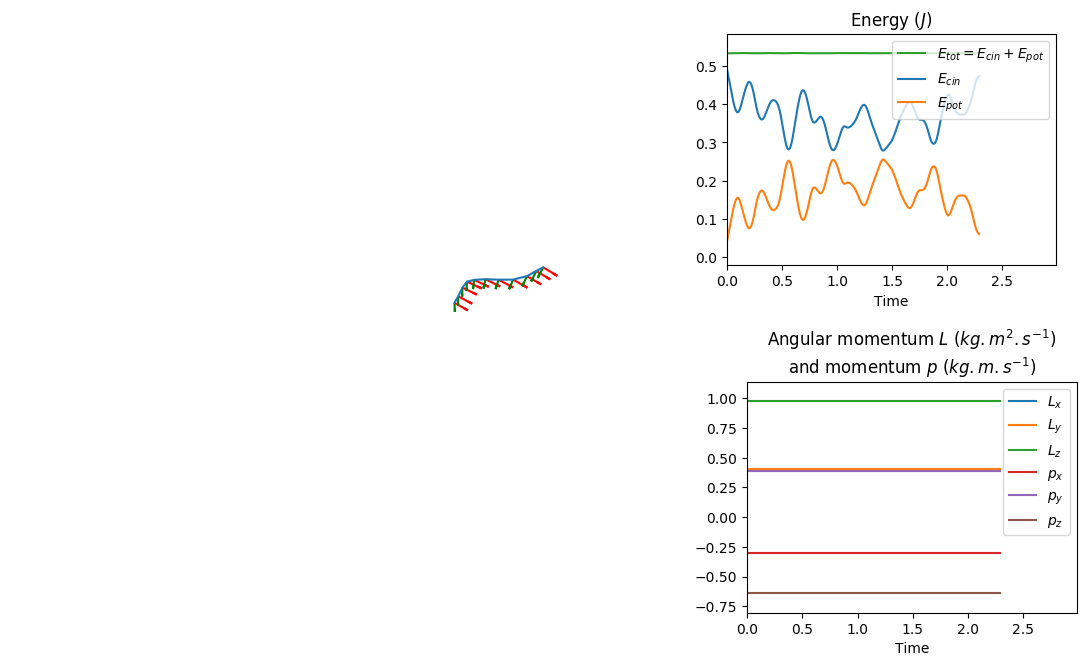 Energy (J)
E_tot = E_cin + E_pot
E_cin
E_pot
0.5
0.4
0.3
0.2
0.1
0.0
0.0 0.5 1.0 1.5 2.0 2.5
Time
Angular momentum L (kg.m².s⁻¹)
and momentum p (kg.m.s⁻¹)
L_x
L_y
L_z
p_x
p_y
p_z
1.00
0.75
0.50
0.25
0.00
−0.25
−0.50
−0.75
0.0 0.5 1.0 1.5 2.0 2.5
Time